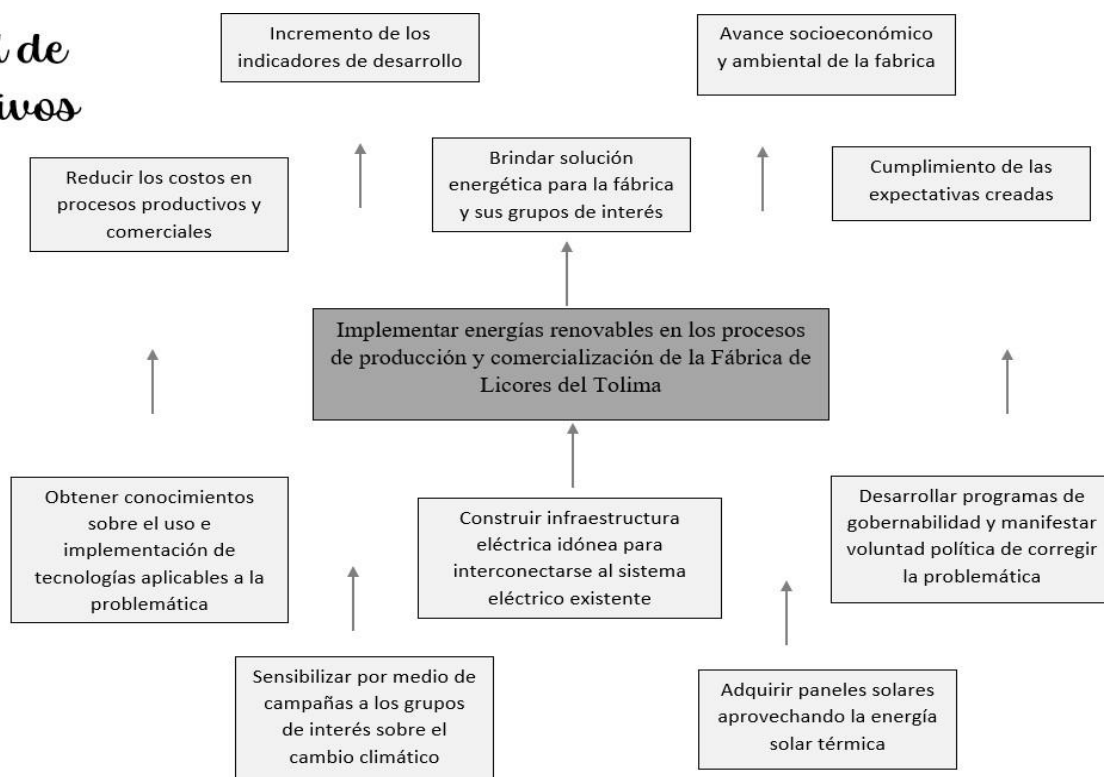 de
Incremento de los
indicadores de desarrollo
Avance socioeconómico
y ambiental de la fabrica
Reducir los costos en
procesos productivos y
comerciales
Brindar solución
energética para la fábrica
y sus grupos de interés
Cumplimiento de las
expectativas creadas
Implementar energías renovables en los procesos
de producción y comercialización de la Fábrica de
Licores del Tolima
Obtener conocimientos
sobre el uso e
implementación de
tecnologías aplicables a la
problemática
Construir infraestructura
eléctrica idónea para
interconectarse al sistema
eléctrico existente
Desarrollar programas de
gobernabilidad y manifestar
voluntad política de corregir
la problemática
Sensibilizar por medio de
campañas a los grupos
de interés sobre el
cambio climático
Adquirir paneles solares
aprovechando la energía
solar térmica